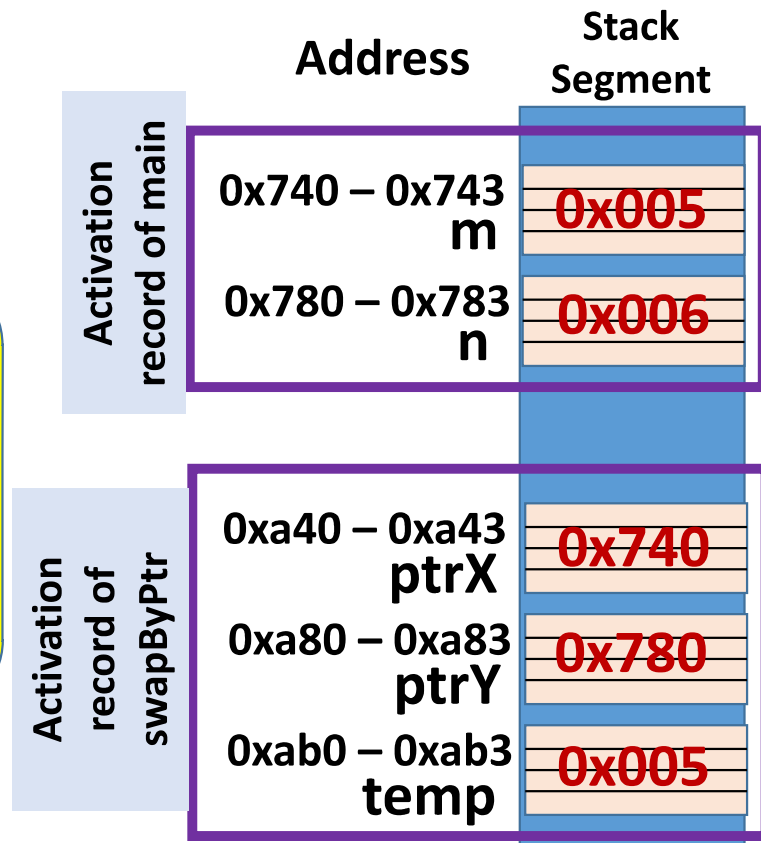 Address
Stack
Segment
Activation
record of main
0x740 – 0x743
m
0x005
0x780 – 0x783
n
0x006
Activation
record of
swapByPtr
0xa40 – 0xa43
ptrX
0x740
0xa80 – 0xa83
ptrY
0x780
0xab0 – 0xab3
temp
0x005